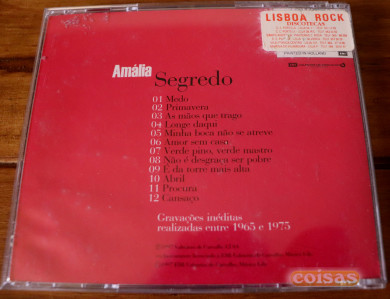 LISBOA ROCK
DISCOTECAS
Amália
Segredo
01 Medo
02 Primavera
03 As mãos que trago
04 Longe daqui
05 Minha boca não se atreve
06 Amor sem casa
07 Verde pino, verde mastro
08 Não é desgraça ser pobre
09 É da torre mais alta
10 Abril
11 Procura
12 Cansaço
Gravações inéditas
realizadas entre 1965 e 1975
coisas